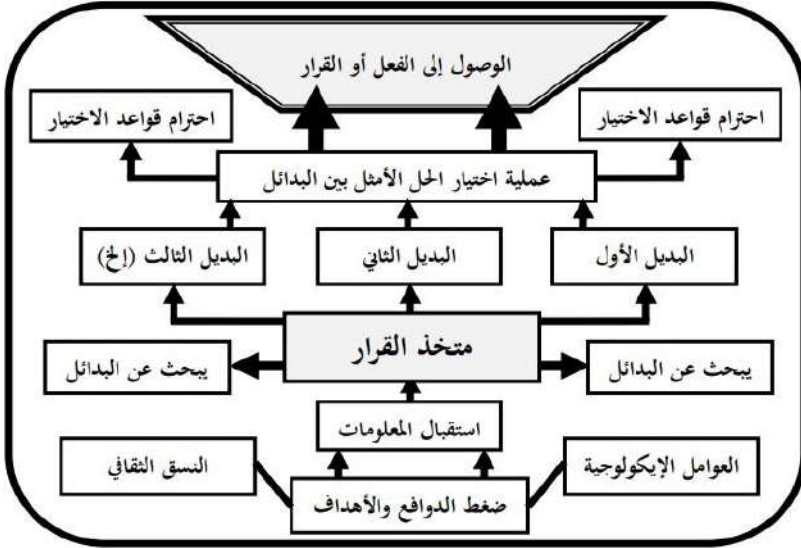 الوصول إلى الفعل أو القرار
احترام قواعد الاختيار
احترام قواعد الاختيار
عملية اختيار الحل الأمثل بين البدائل
البديل الأول
البديل الثاني
البديل الثالث (إلخ)
متخذ القرار
يبحث عن البدائل
يبحث عن البدائل
استقبال المعلومات
العوامل الإيكولوجية
النسق الثقافي
ضغط الدوافع والأهداف